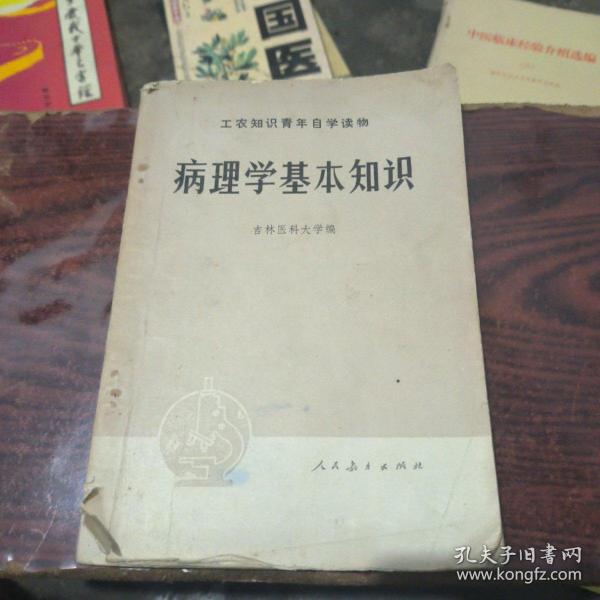 国医
中医临床经验介绍选编
工农知识青年自学读物
病理学基本知识
吉林医科大学编
人民教育出版社
孔夫子旧书网
www.kongfz.com